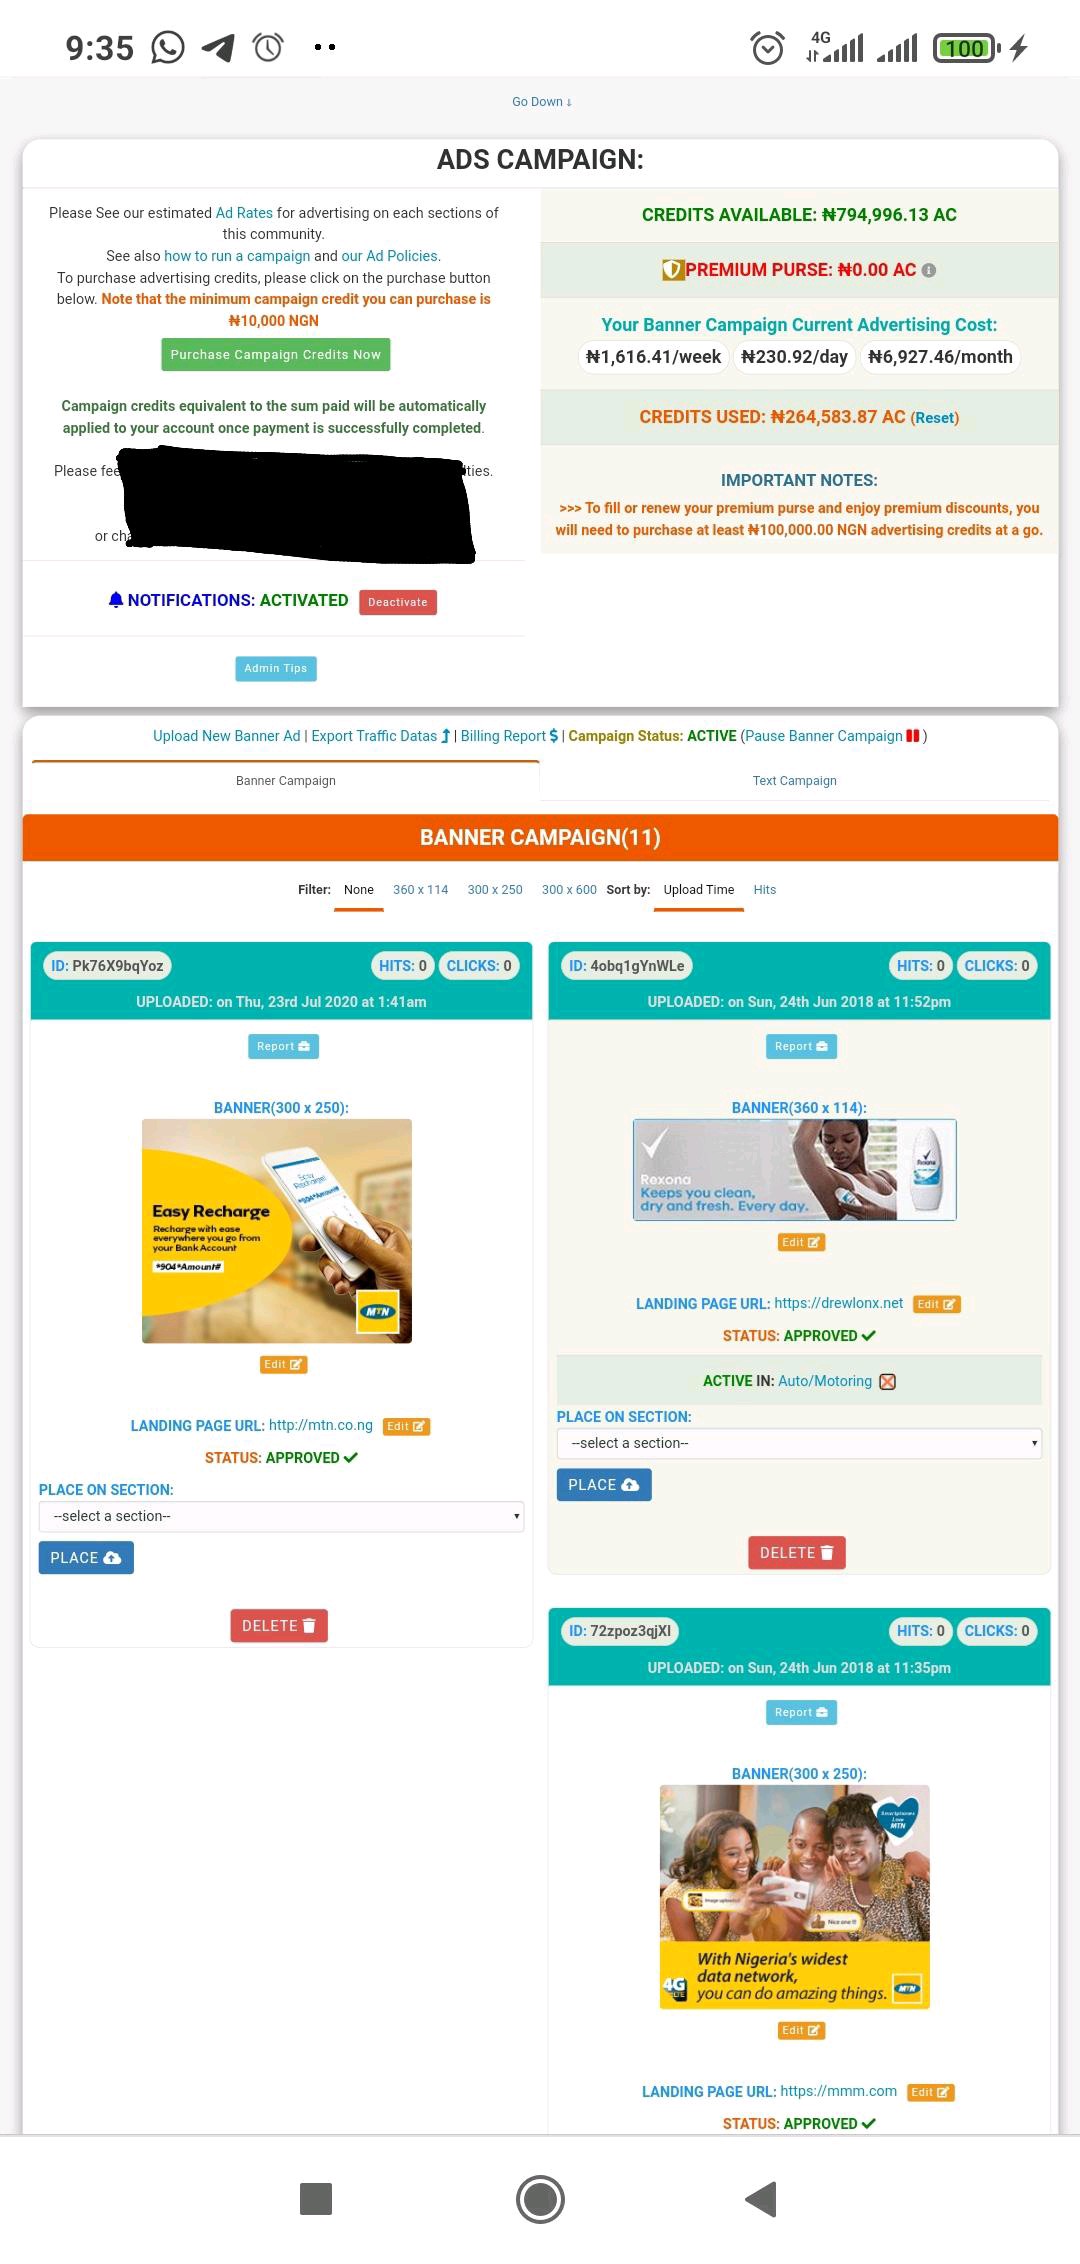 9:35
4G
100
Go Down ↓
ADS CAMPAIGN:
Please See our estimated Ad Rates for advertising on each sections of
this community.
See also how to run a campaign and our Ad Policies.
To purchase advertising credits, please click on the purchase button
below. Note that the minimum campaign credit you can purchase is
₦10,000 NGN
Purchase Campaign Credits Now
Campaign credits equivalent to the sum paid will be automatically
applied to your account once payment is successfully completed.
Please
or
NOTIFICATIONS: ACTIVATED Deactivate
Admin Tips
CREDITS AVAILABLE: ₦794,996.13 AC
PREMIUM PURSE: ₦0.00 AC
Your Banner Campaign Current Advertising Cost:
₦1,616.41/week ₦230.92/day ₦6,927.46/month
CREDITS USED: ₦264,583.87 AC (Reset)
IMPORTANT NOTES:
>>> To fill or renew your premium purse and enjoy premium discounts, you
will need to purchase at least ₦100,000.00 NGN advertising credits at a go.
Upload New Banner Ad | Export Traffic Datas | Billing Report $ | Campaign Status: ACTIVE (Pause Banner Campaign )
Banner Campaign
Text Campaign
BANNER CAMPAIGN(11)
Filter: None 360 x 114 300 x 250 300 x 600 Sort by: Upload Time Hits
ID: Pk76X9bqYoz HITS: 0 CLICKS: 0
UPLOADED: on Thu, 23rd Jul 2020 at 1:41am
Report
BANNER(300 x 250):
Easy Recharge
*904*Amount#
Easy Recharge
Recharge with ease
everywhere you go from
your Bank Account
*904*Amount#
MTN
Edit
LANDING PAGE URL: http://mtn.co.ng Edit
STATUS: APPROVED
PLACE ON SECTION:
--select a section--
PLACE
DELETE
ID: 4obq1gYnWLe HITS: 0 CLICKS: 0
UPLOADED: on Sun, 24th Jun 2018 at 11:52pm
Report
BANNER(360 x 114):
Rexona
Keeps you clean,
dry and fresh. Every day.
Rexona
Edit
LANDING PAGE URL: https://drewlonx.net Edit
STATUS: APPROVED
ACTIVE IN: Auto/Motoring
PLACE ON SECTION:
--select a section--
PLACE
DELETE
ID: 72zpoz3qjXl HITS: 0 CLICKS: 0
UPLOADED: on Sun, 24th Jun 2018 at 11:35pm
Report
BANNER(300 x 250):
Smartphones
Love
MTN
Image uploaded
Nice one!!
With Nigeria's widest
data network,
you can do amazing things.
4G
LTE
MTN
Edit
LANDING PAGE URL: https://mmm.com Edit
STATUS: APPROVED